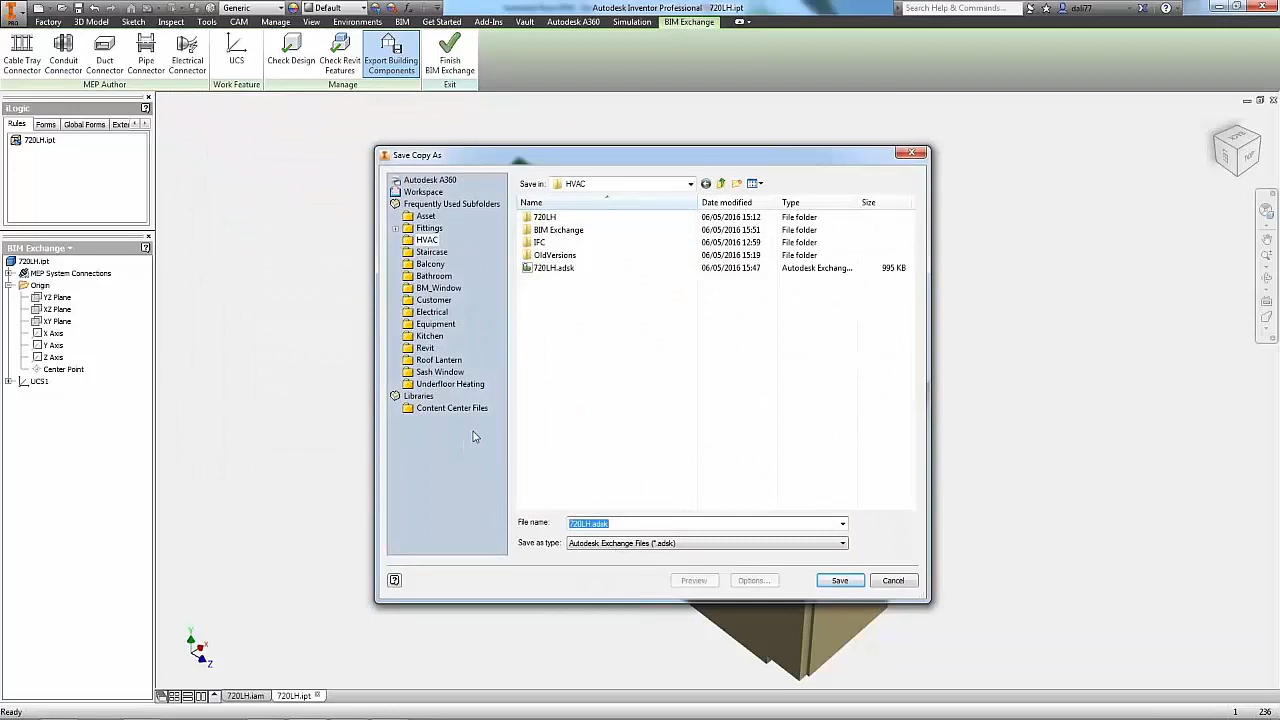 Generic
Default
Autodesk Inventor Professional
720LH.ipt
Search Help & Commands...
dali77
PRO
Factory 3D Model Sketch Inspect Tools CAM Manage View Environments BIM Get Started Add-Ins Vault Autodesk A360 Simulation BIM Exchange
Cable Tray Connector
Conduit Connector
Duct Connector
Pipe Connector
Electrical Connector
UCS
Check Design
Check Revit Features
Export Building Components
Finish BIM Exchange
MEP Author Work Feature Manage Exit
iLogic
Rules Forms Global Forms Exter
720LH.ipt
BIM Exchange
720LH.ipt
MEP System Connections
Origin
YZ Plane
XZ Plane
XY Plane
X Axis
Y Axis
Z Axis
Center Point
UCS1
Save Copy As
Autodesk A360
Workspace
Frequently Used Subfolders
Asset
Fittings
HVAC
Staircase
Balcony
Bathroom
BM_Window
Customer
Electrical
Equipment
Kitchen
Revit
Roof Lantern
Sash Window
Underfloor Heating
Libraries
Content Center Files
Save in: HVAC
Name Date modified Type Size
720LH 06/05/2016 15:12 File folder
BIM Exchange 06/05/2016 15:51 File folder
IFC 06/05/2016 12:59 File folder
OldVersions 06/05/2016 15:19 File folder
720LH.adsk 06/05/2016 15:47 Autodesk Exchang... 995 KB
File name: 720LH.adsk
Save as type: Autodesk Exchange Files (*.adsk)
Preview Options... Save Cancel
Y
X
Z
720LH.iam 720LH.ipt
Ready
1 236